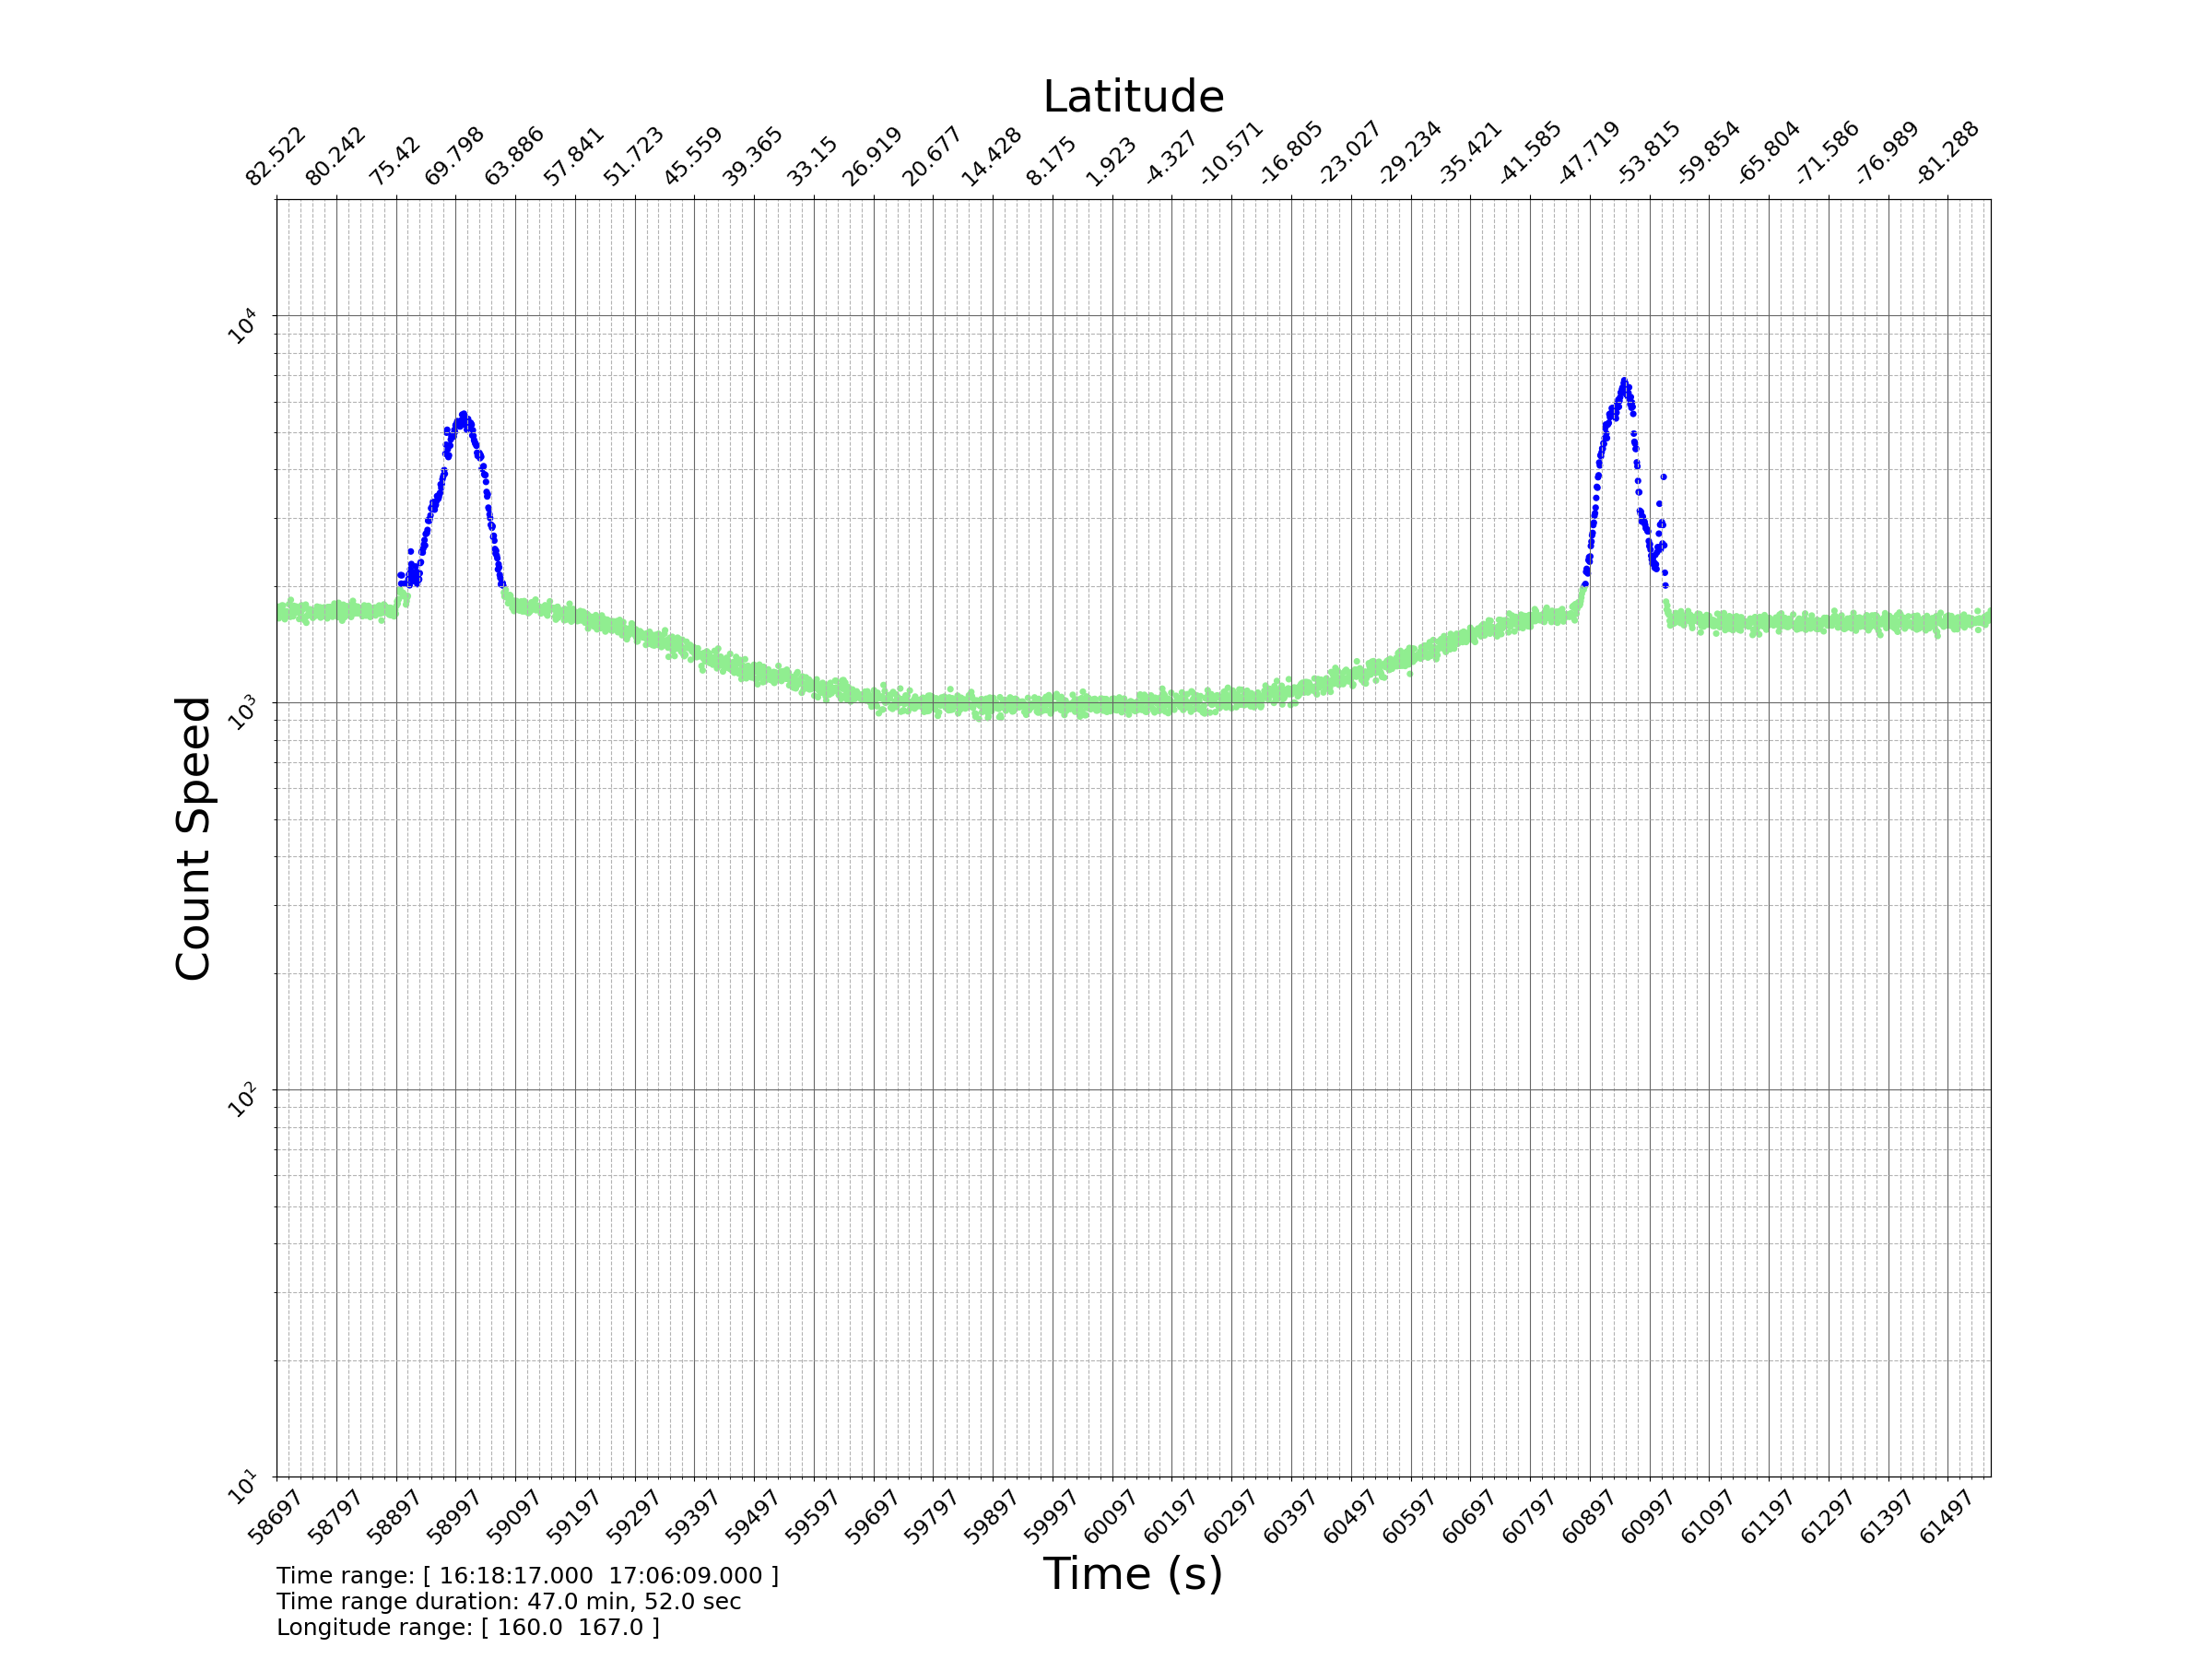 Latitude
82.522 80.242 75.42 69.798 63.886 57.841 51.723 45.559 39.365 33.15 26.919 20.677 14.428 8.175 1.923 -4.327 -10.571 -16.805 -23.027 -29.234 -35.421 -41.585 -47.719 -53.815 -59.854 -65.804 -71.586 -76.989 -81.288
10^4
10^3
Count Speed
10^2
10^1
58697 58797 58897 58997 59097 59197 59297 59397 59497 59597 59697 59797 59897 59997 60097 60197 60297 60397 60497 60597 60697 60797 60897 60997 61097 61197 61297 61397 61497
Time (s)
Time range: [ 16:18:17.000  17:06:09.000 ]
Time range duration: 47.0 min, 52.0 sec
Longitude range: [ 160.0  167.0 ]